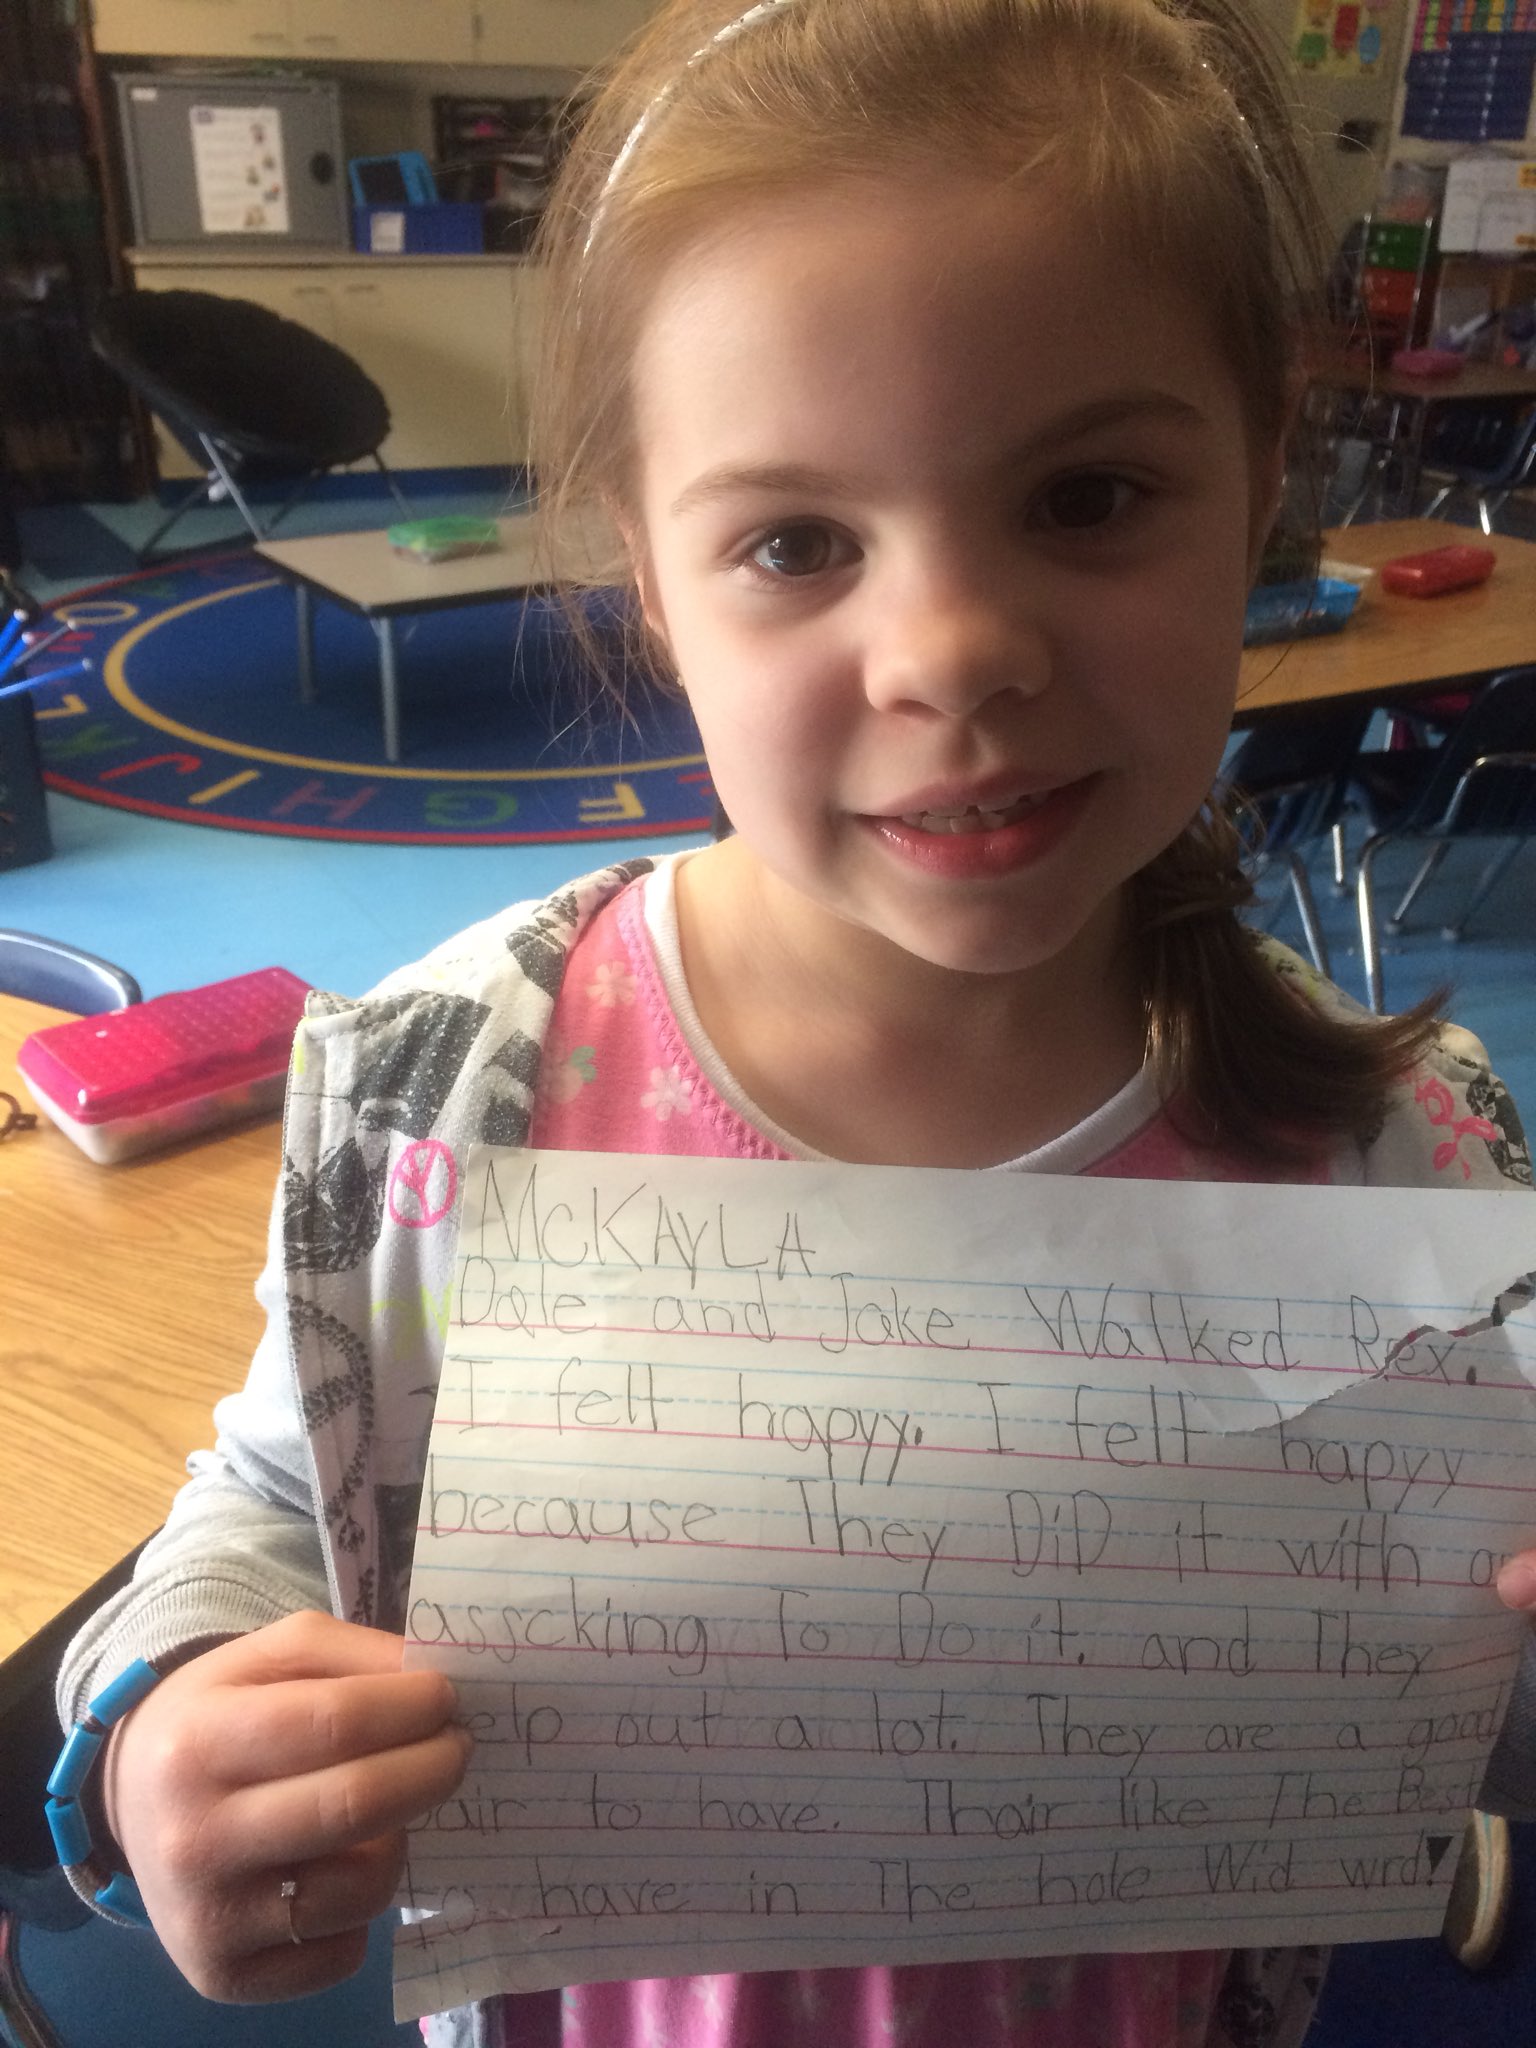 McKAyLA
Dale and Jake Walked Rex.
I felt hapyy. I felt hapyy
because They DiD it with
asscking To Do it. and They
elp out a lot. They are a good
air to have. Thair like The Best
to have in The hole Wid wrd!
F G H I J K L